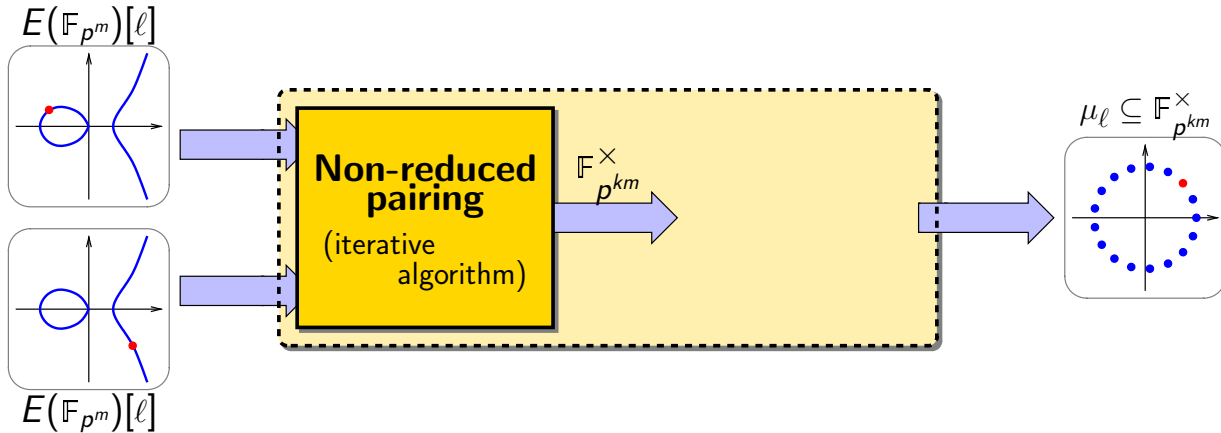 E(𝔽_{p^m})[ℓ]
Non-reduced
pairing
(iterative
algorithm)
𝔽^×_{p^{km}}
μ_ℓ ⊆ 𝔽^×_{p^{km}}
E(𝔽_{p^m})[ℓ]